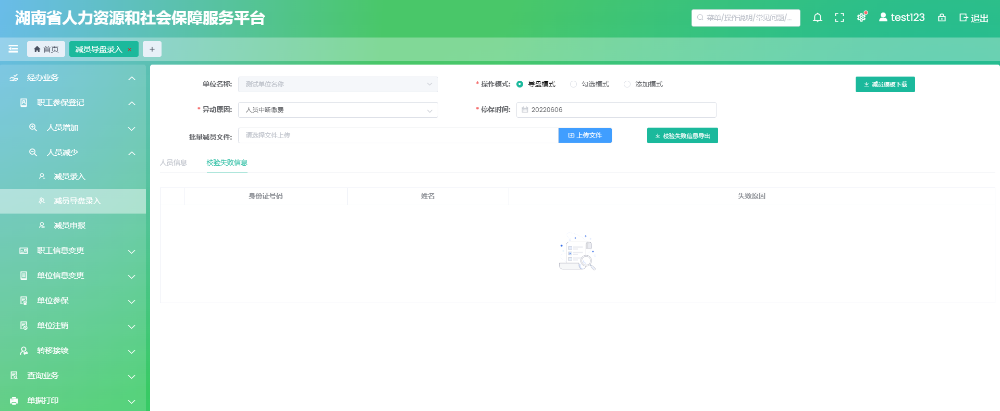 湖南省人力资源和社会保障服务平台
菜单/操作说明/常见问题/...
test123
退出
首页
减员导盘录入 ×
+
经办业务
职工参保登记
人员增加
人员减少
减员录入
减员导盘录入
减员申报
职工信息变更
单位信息变更
单位参保
单位注销
转移接续
查询业务
单据打印
单位名称: 测试单位名称
* 操作模式: 导盘模式 勾选模式 添加模式
减员模板下载
* 异动原因: 人员中断缴费
* 停保时间: 20220606
批量减员文件: 请选择文件上传 上传文件
校验失败信息导出
人员信息 校验失败信息
身份证号码 姓名 失败原因